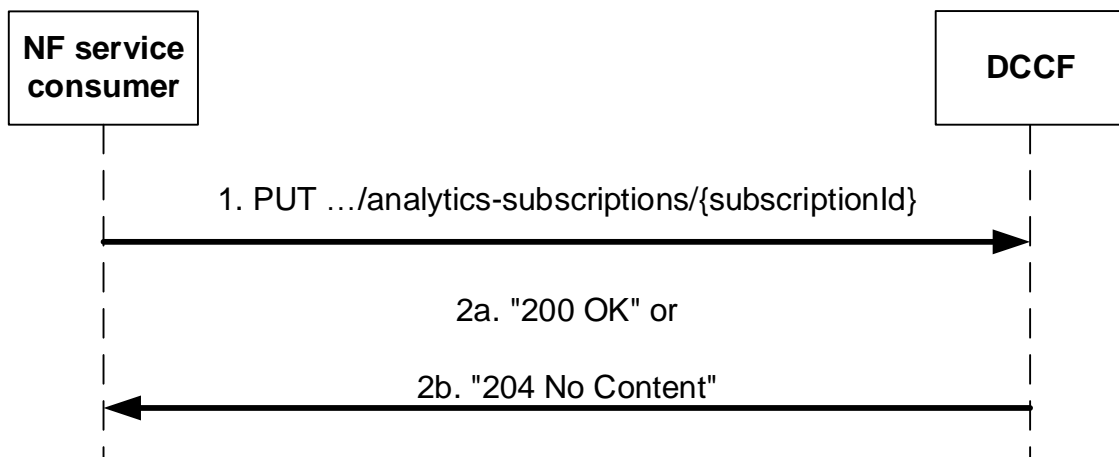 NF service
consumer
DCCF
1. PUT …/analytics-subscriptions/{subscriptionId}
2a. "200 OK" or
2b. "204 No Content"